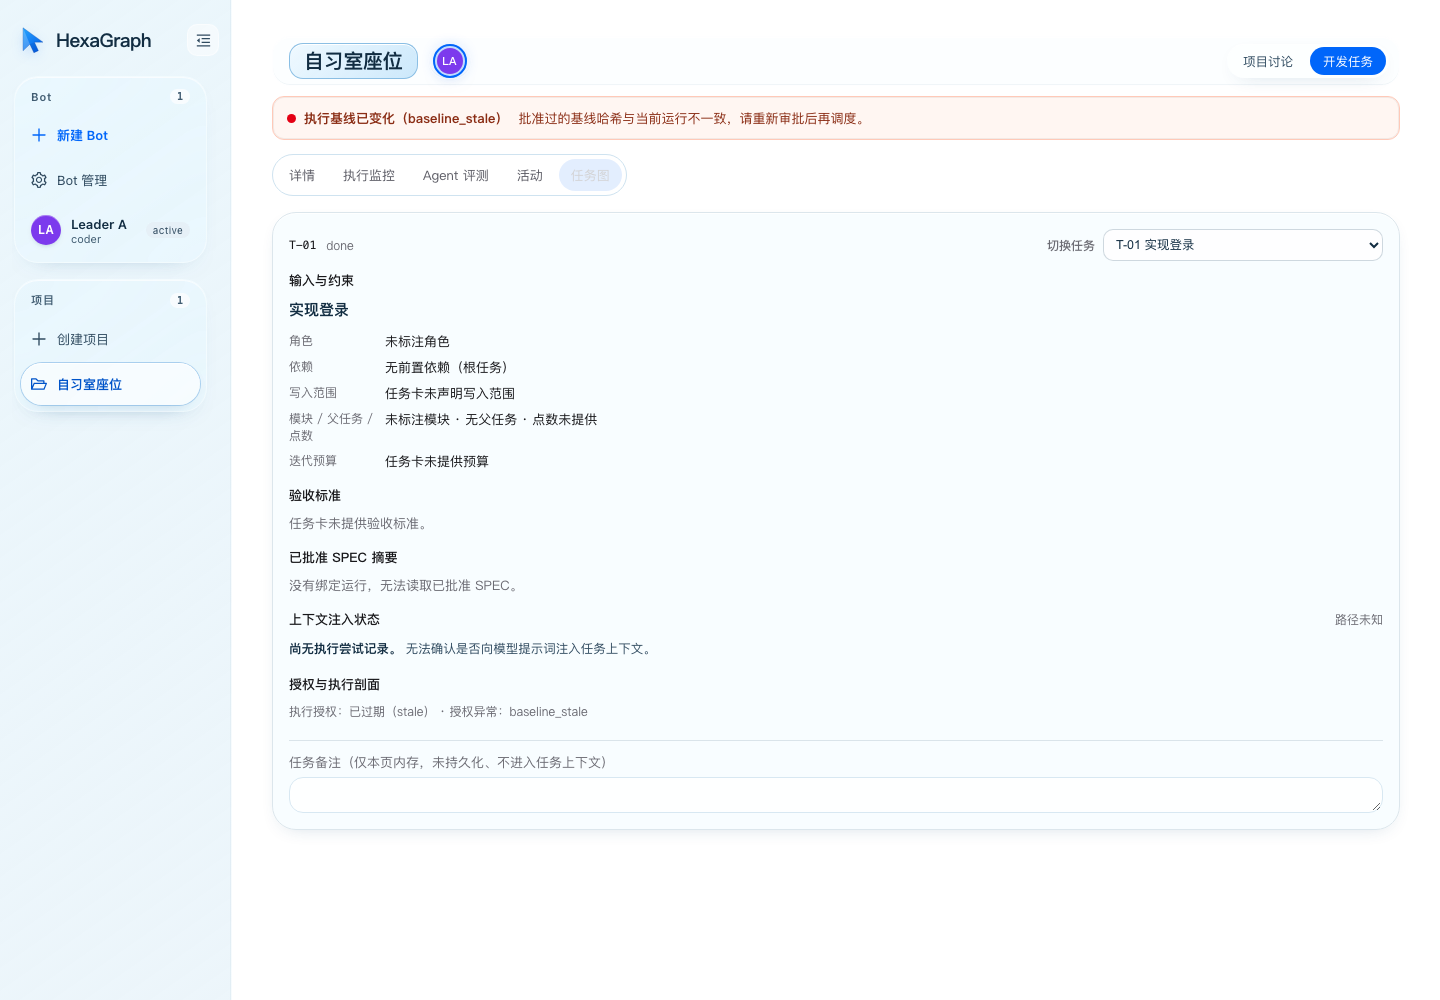 HexaGraph
Bot 1
新建 Bot
Bot 管理
LA Leader A active
coder
项目 1
创建项目
自习室座位
自习室座位 LA 项目讨论 开发任务
执行基线已变化（baseline_stale） 批准过的基线哈希与当前运行不一致，请重新审批后再调度。
详情 执行监控 Agent 评测 活动 任务图
T-01 done 切换任务 T-01 实现登录
输入与约束
实现登录
角色 未标注角色
依赖 无前置依赖（根任务）
写入范围 任务卡未声明写入范围
模块 / 父任务 / 未标注模块 · 无父任务 · 点数未提供
点数
迭代预算 任务卡未提供预算
验收标准
任务卡未提供验收标准。
已批准 SPEC 摘要
没有绑定运行，无法读取已批准 SPEC。
上下文注入状态 路径未知
尚无执行尝试记录。 无法确认是否向模型提示词注入任务上下文。
授权与执行剖面
执行授权：已过期（stale） · 授权异常：baseline_stale
任务备注（仅本页内存，未持久化、不进入任务上下文）